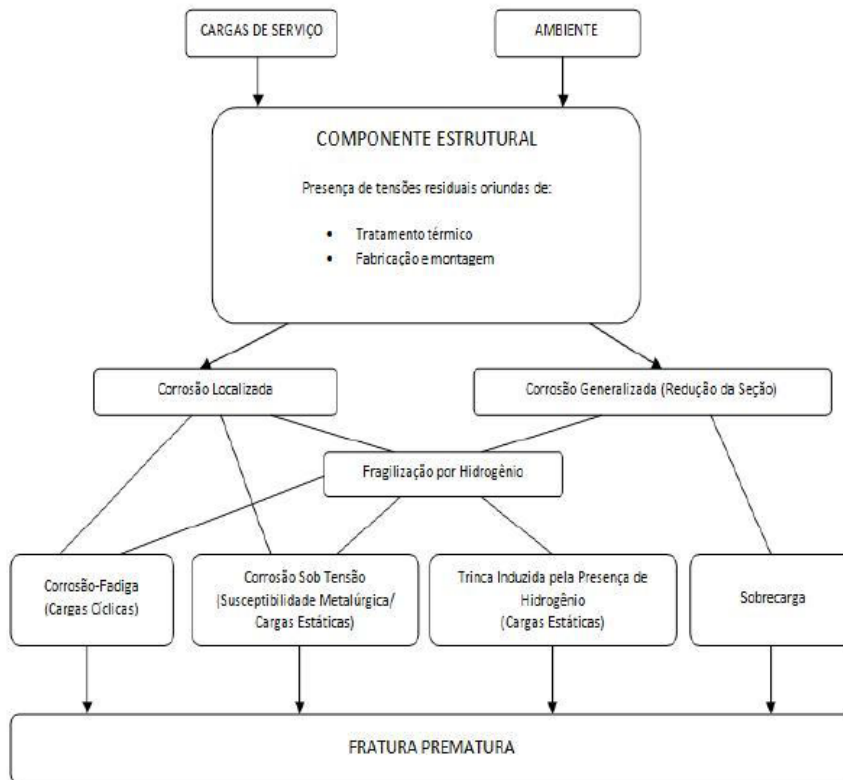 CARGAS DE SERVIÇO
AMBIENTE
COMPONENTE ESTRUTURAL
Presença de tensões residuais oriundas de:
• Tratamento térmico
• Fabricação e montagem
Corrosão Localizada
Corrosão Generalizada (Redução da Seção)
Fragilização por Hidrogênio
Corrosão-Fadiga
(Cargas Cíclicas)
Corrosão Sob Tensão
(Susceptibilidade Metalúrgica/
Cargas Estáticas)
Trinca Induzida pela Presença de
Hidrogênio
(Cargas Estáticas)
Sobrecarga
FRATURA PREMATURA